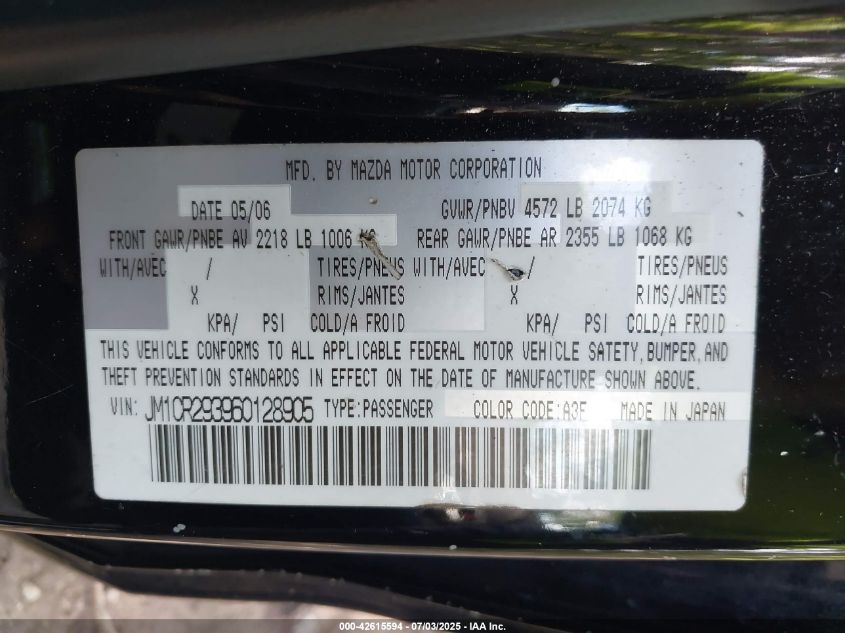 MFD. BY MAZDA MOTOR CORPORATION
DATE 05/06 GVWR/PNBV 4572 LB 2074 KG
FRONT GAWR/PNBE AV 2218 LB 1006 KG REAR GAWR/PNBE AR 2355 LB 1068 KG
WITH/AVEC / TIRES/PNEUS WITH/AVEC / TIRES/PNEUS
X RIMS/JANTES X RIMS/JANTES
KPA/ PSI COLD/A FROID KPA/ PSI COLD/A FROID
THIS VEHICLE CONFORMS TO ALL APPLICABLE FEDERAL MOTOR VEHICLE SAFETY, BUMPER, AND
THEFT PREVENTION STANDARDS IN EFFECT ON THE DATE OF MANUFACTURE SHOWN ABOVE.
VIN: JM1CR293960128905 TYPE:PASSENGER COLOR CODE:A3E MADE IN JAPAN
000-42615594 - 07/03/2025 - IAA Inc.